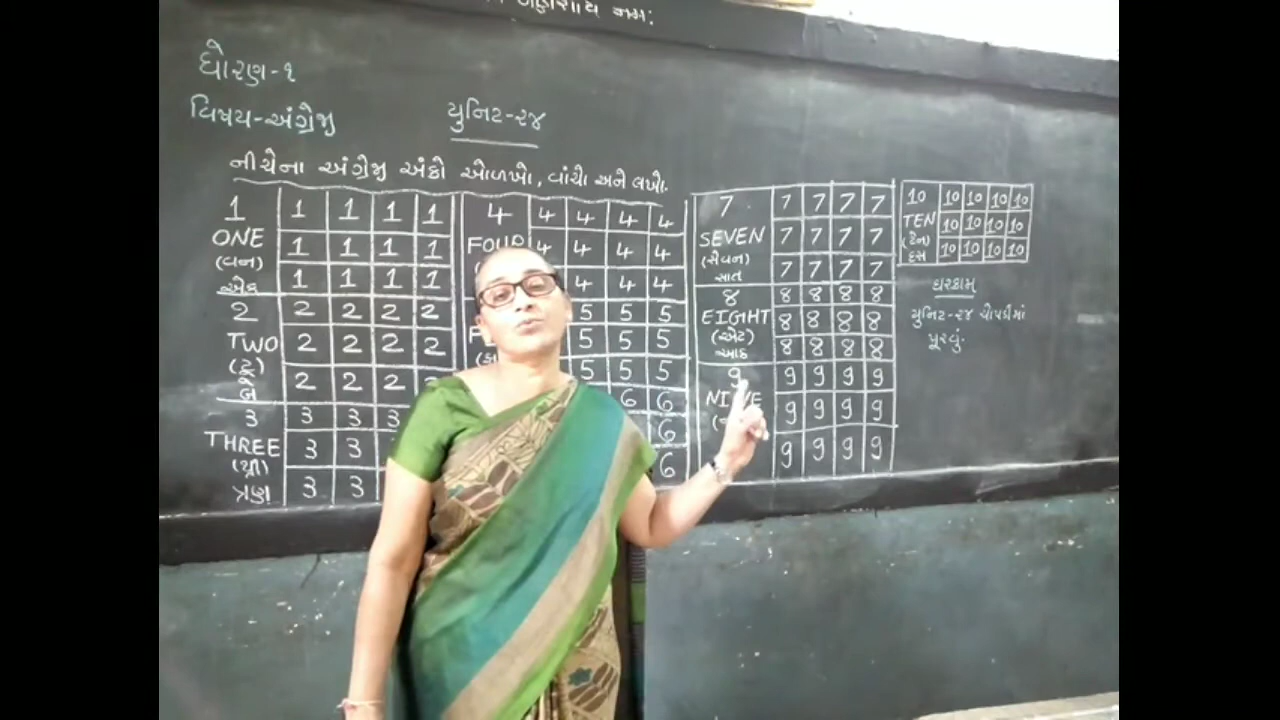 નમ:
ધોરણ-૧
વિષય-અંગ્રેજી
યુનિટ-૨૪
નીચેના અંગ્રેજી અંકો ઓળખો, વાંચો અને લખો.
1 1 1 1 1
ONE 1 1 1 1
(વન)
એક 1 1 1 1
2 2 2 2 2
TWO 2 2 2 2
(ટૂ)
બે 2 2 2 2
3 3 3
THREE 3 3
(થ્રી)
ત્રણ 3 3
4 4 4 4 4
FOUR 4 4 4 4
4 4 4
5 5 5
5 5 5
5 5 5
6 6
6
6
7 7 7 7 7
SEVEN 7 7 7 7
(સેવન)
સાત 7 7 7 7
8 8 8 8 8
EIGHT 8 8 8 8
(એટ)
આઠ 8 8 8 8
9 9 9 9 9
NINE 9 9 9 9
9 9 9 9
10 10 10 10 10
TEN 10 10 10 10
(ટેન)
દસ 10 10 10 10
ઘરકામ
યુનિટ-૨૪ ચોપડીમાં
પૂરવું.